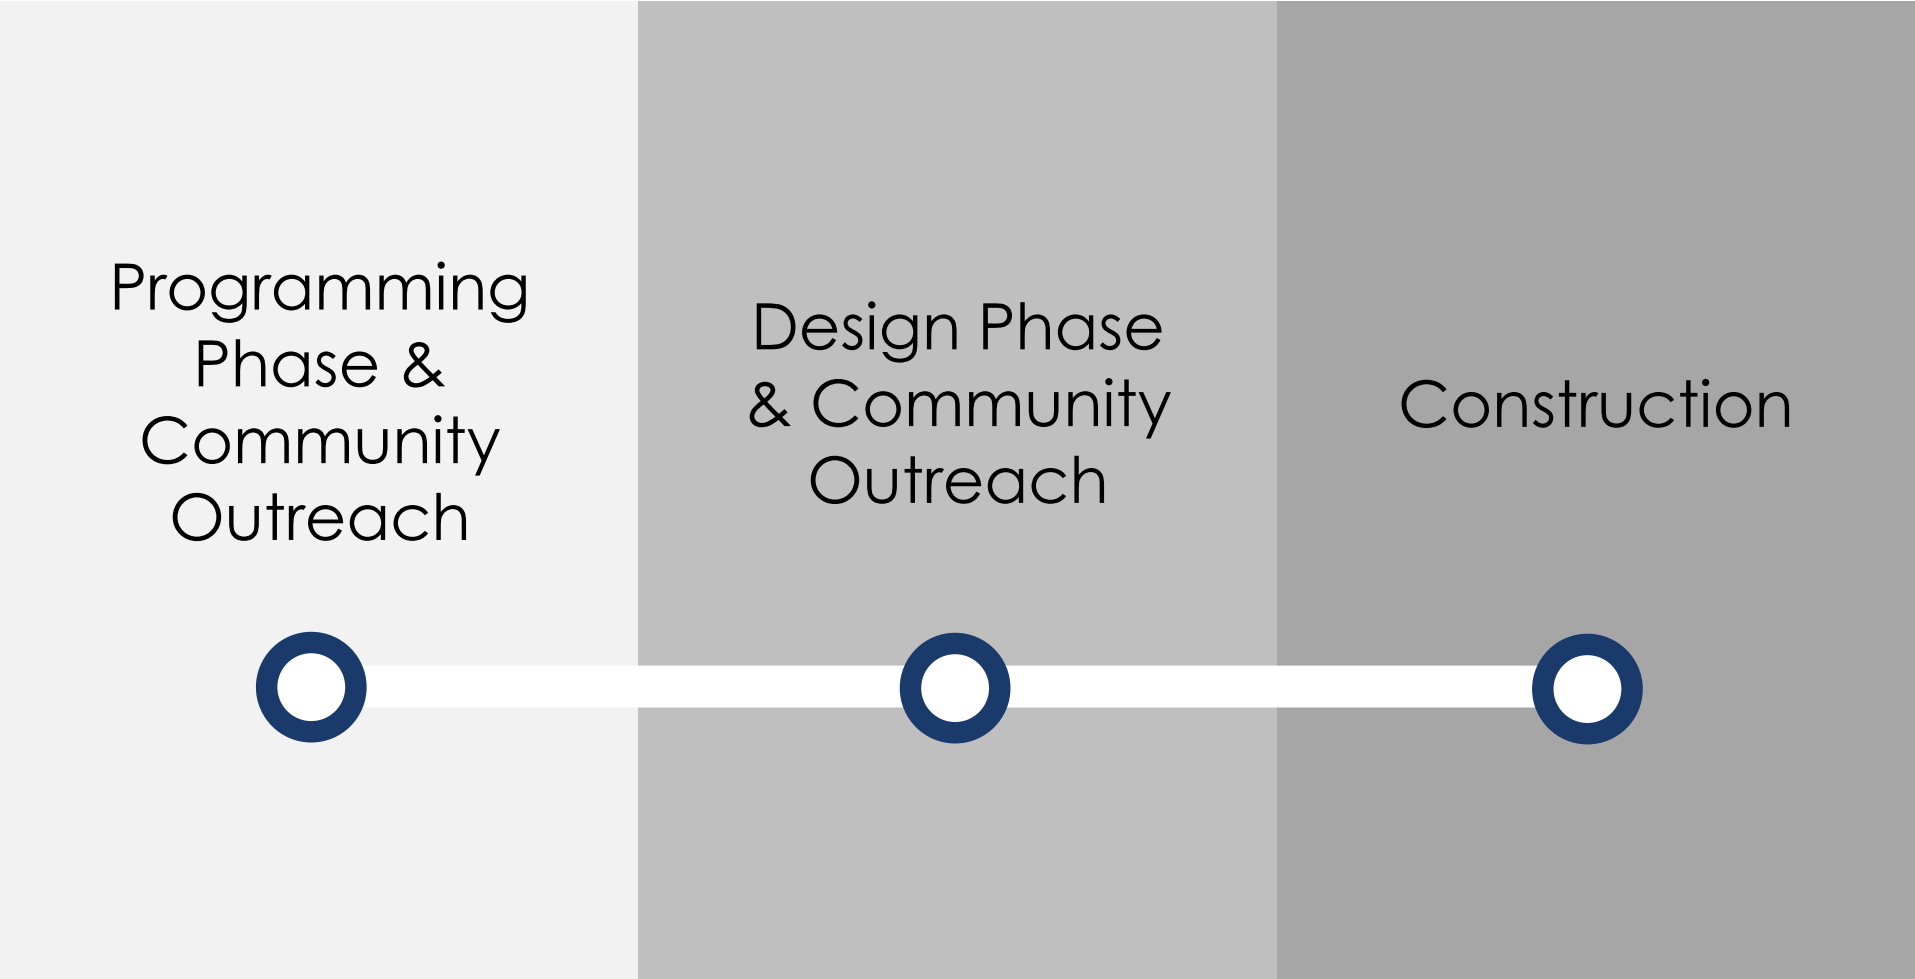 Programming
Phase &
Community
Outreach
Design Phase
& Community
Outreach
Construction